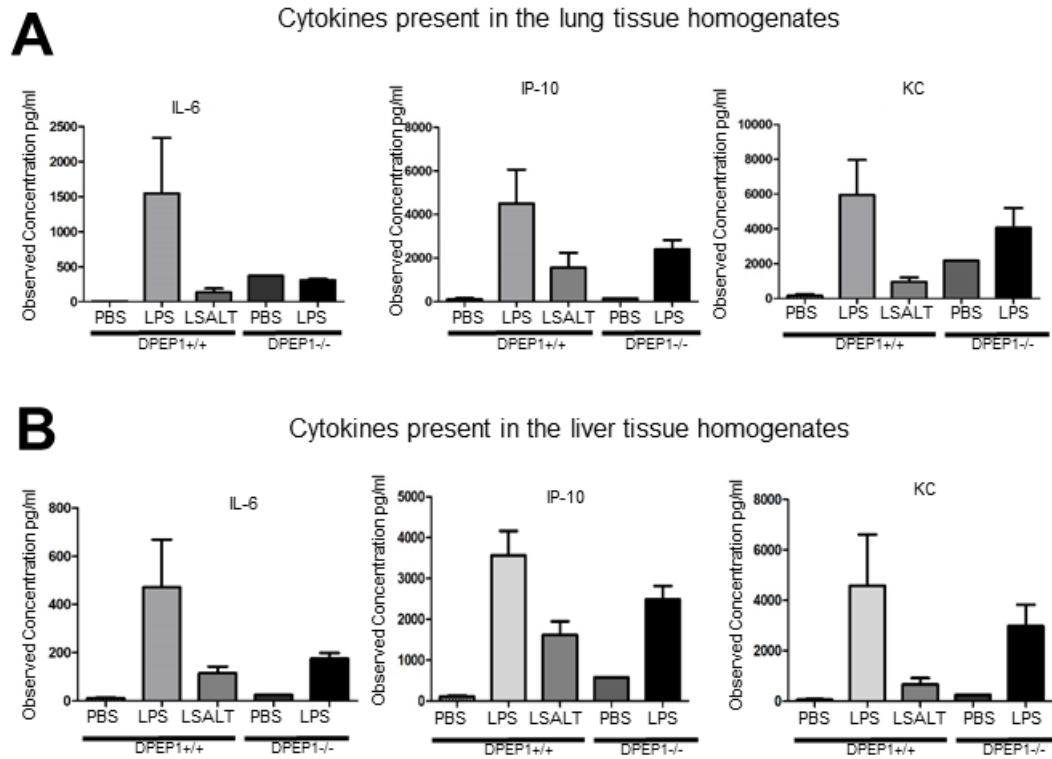 A
Cytokines present in the lung tissue homogenates
IL-6
Observed Concentration pg/ml
2500
2000
1500
1000
500
0
PBS LPS LSALT PBS LPS
DPEP1+/+ DPEP1-/-
IP-10
Observed Concentration pg/ml
8000
6000
4000
2000
0
PBS LPS LSALT PBS LPS
DPEP1+/+ DPEP1-/-
KC
Observed Concentration pg/ml
10000
8000
6000
4000
2000
0
PBS LPS LSALT PBS LPS
DPEP1+/+ DPEP1-/-
B
Cytokines present in the liver tissue homogenates
IL-6
Observed Concentration pg/ml
800
600
400
200
0
PBS LPS LSALT PBS LPS
DPEP1+/+ DPEP1-/-
IP-10
Observed Concentration pg/ml
5000
4000
3000
2000
1000
0
PBS LPS LSALT PBS LPS
DPEP1+/+ DPEP1-/-
KC
Observed Concentration pg/ml
8000
6000
4000
2000
0
PBS LPS LSALT PBS LPS
DPEP1+/+ DPEP1-/-